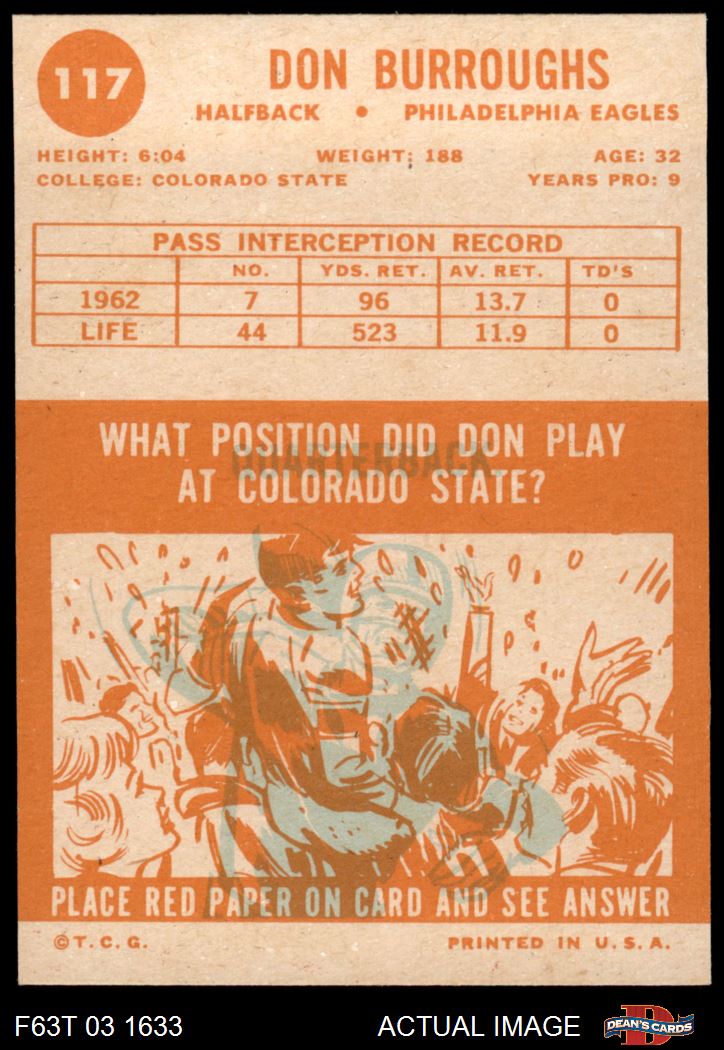 117
DON BURROUGHS
HALFBACK • PHILADELPHIA EAGLES
HEIGHT: 6:04 WEIGHT: 188 AGE: 32
COLLEGE: COLORADO STATE YEARS PRO: 9
PASS INTERCEPTION RECORD
NO. YDS. RET. AV. RET. TD'S
1962 7 96 13.7 0
LIFE 44 523 11.9 0
WHAT POSITION DID DON PLAY
QUARTERBACK
AT COLORADO STATE?
PLACE RED PAPER ON CARD AND SEE ANSWER
©T.C.G. PRINTED IN U.S.A.
F63T 03 1633 ACTUAL IMAGE DEAN'S CARDS